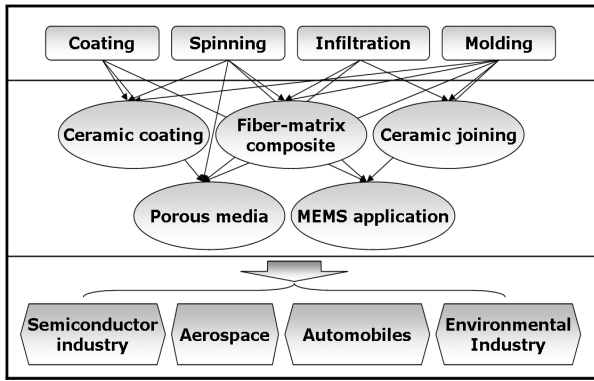 Coating
Spinning
Infiltration
Molding
Ceramic coating
Fiber-matrix
composite
Ceramic joining
Porous media
MEMS application
Semiconductor
industry
Aerospace
Automobiles
Environmental
Industry